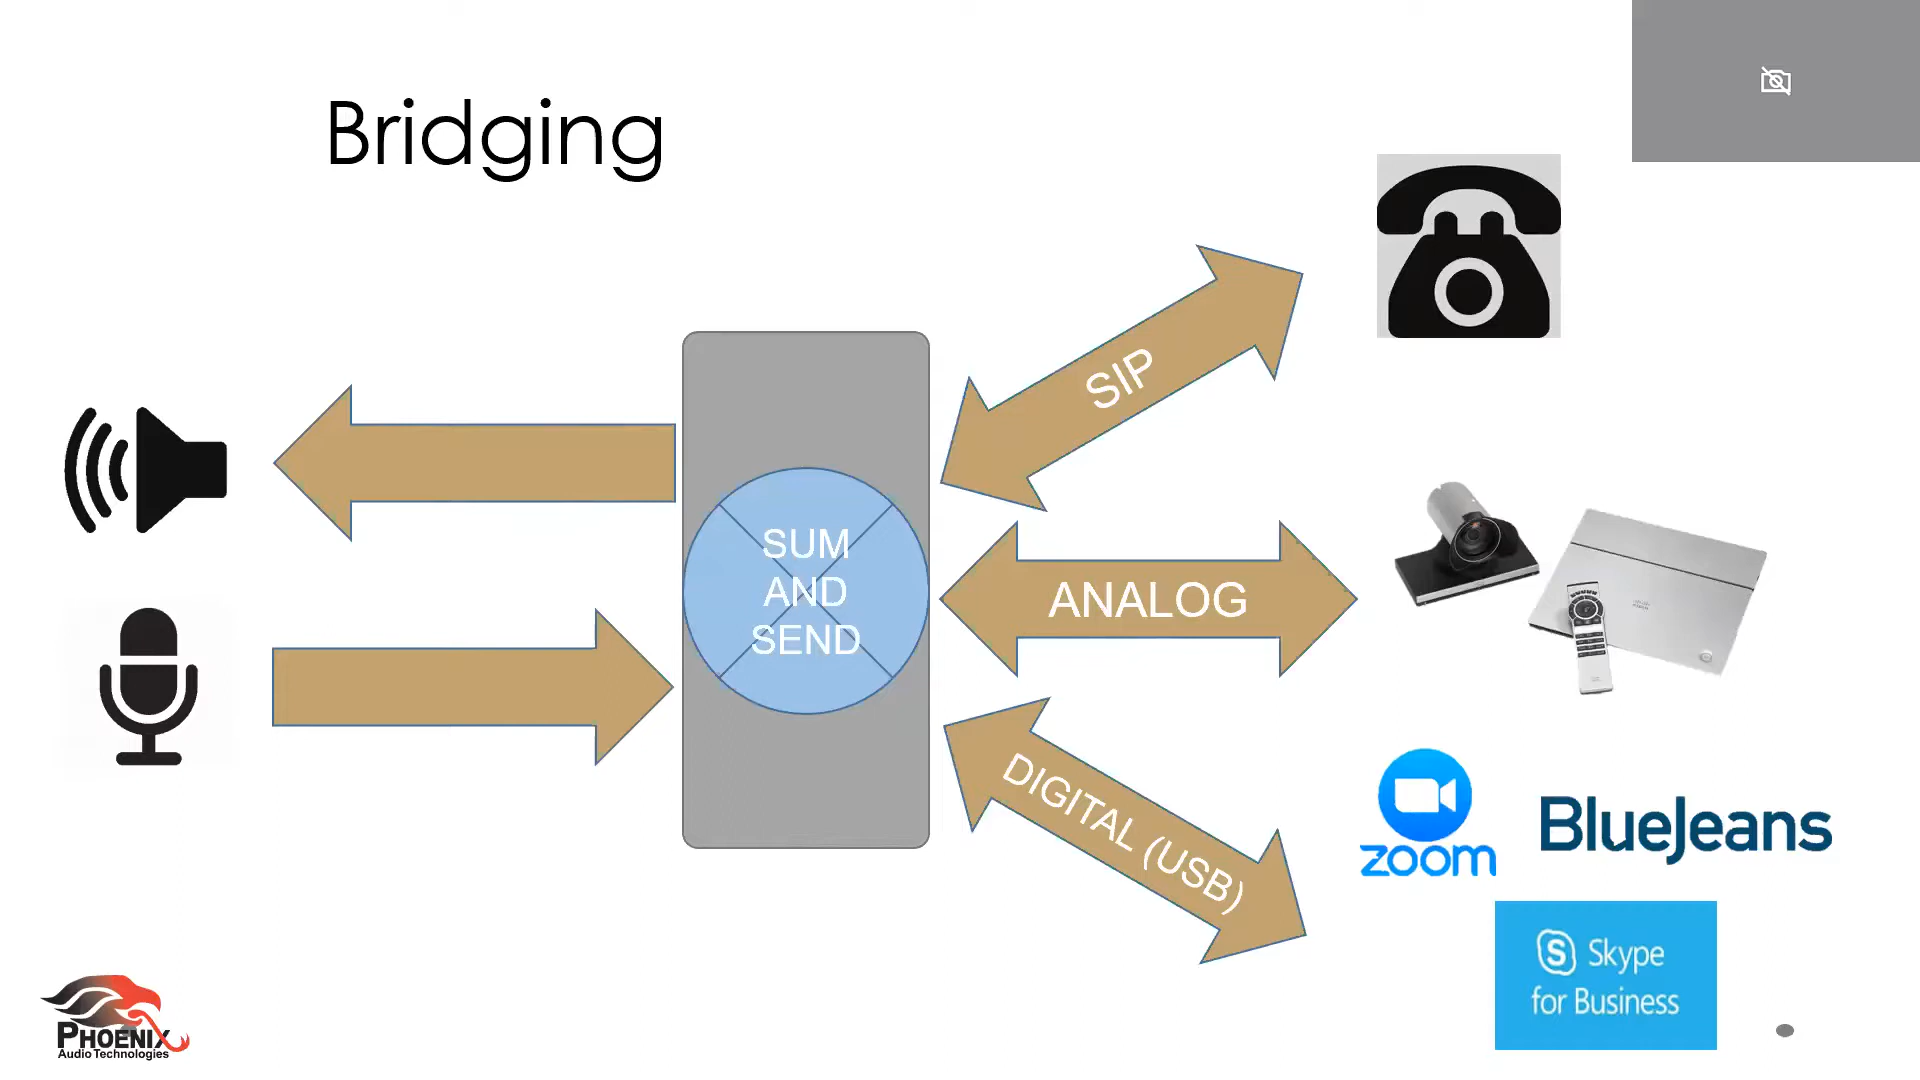 Bridging
SIP
SUM
AND
SEND
ANALOG
DIGITAL (USB)
zoom
BlueJeans
S Skype
for Business
PHOENIX
Audio Technologies